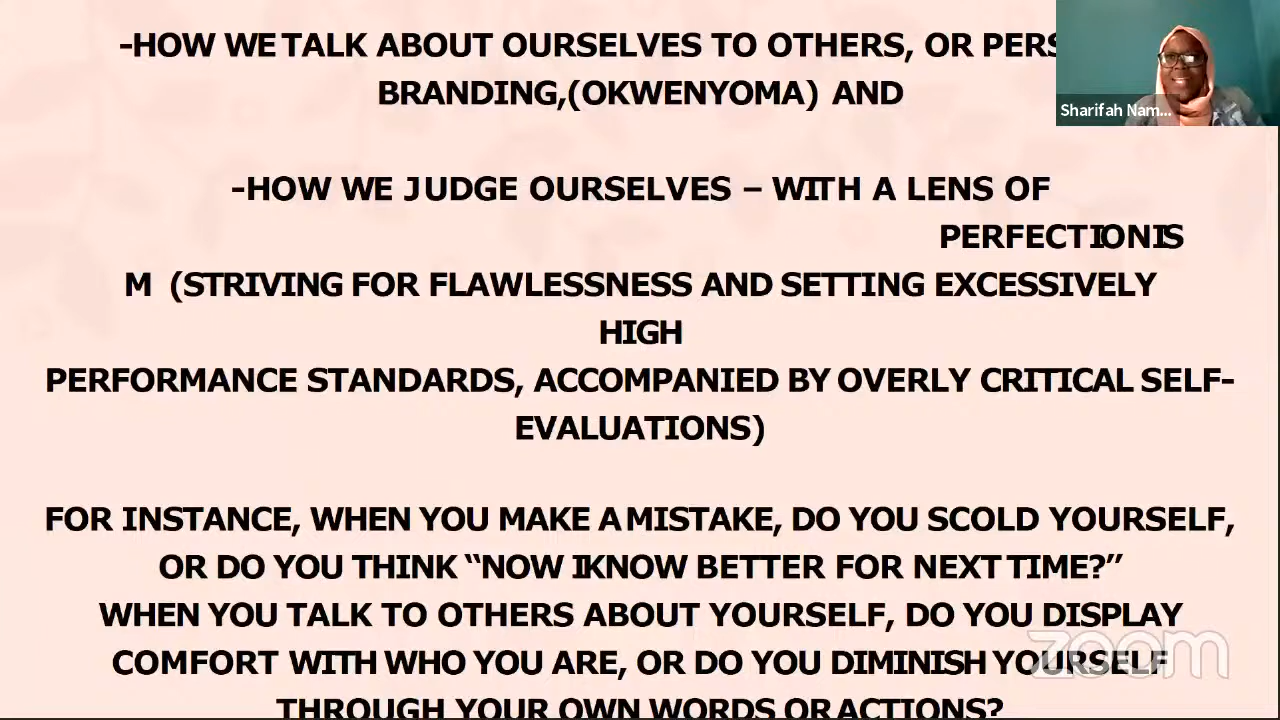 -HOW WE TALK ABOUT OURSELVES TO OTHERS, OR
BRANDING,(OKWENYOMA) AND
Sharifah Nam...
-HOW WE JUDGE OURSELVES – WITH A LENS OF
PERFECTIONIS
M (STRIVING FOR FLAWLESSNESS AND SETTING EXCESSIVELY
HIGH
PERFORMANCE STANDARDS, ACCOMPANIED BY OVERLY CRITICAL SELF-
EVALUATIONS)
FOR INSTANCE, WHEN YOU MAKE A MISTAKE, DO YOU SCOLD YOURSELF,
OR DO YOU THINK “NOW I KNOW BETTER FOR NEXT TIME?”
WHEN YOU TALK TO OTHERS ABOUT YOURSELF, DO YOU DISPLAY
COMFORT WITH WHO YOU ARE, OR DO YOU DIMINISH YOURSELF
THROUGH YOUR OWN WORDS OR ACTIONS?
zoom